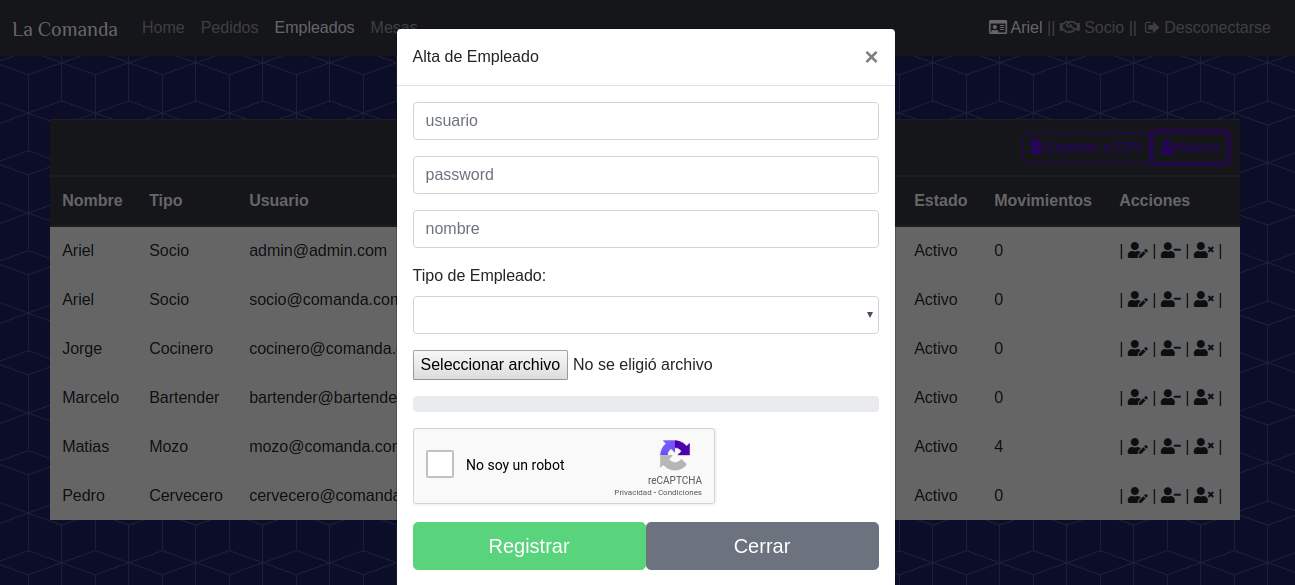 La Comanda Home Pedidos Empleados Mesas Ariel || Socio || Desconectarse
Alta de Empleado ×
usuario
password
nombre
Tipo de Empleado:
Seleccionar archivo No se eligió archivo
No soy un robot
reCAPTCHA
Privacidad - Condiciones
Registrar Cerrar
Exportar a CSV Nuevo
Nombre Tipo Usuario Estado Movimientos Acciones
Ariel Socio admin@admin.com Activo 0 | | | |
Ariel Socio socio@comanda.com Activo 0 | | | |
Jorge Cocinero cocinero@comanda. Activo 0 | | | |
Marcelo Bartender bartender@bartende Activo 0 | | | |
Matias Mozo mozo@comanda.com Activo 4 | | | |
Pedro Cervecero cervecero@comanda Activo 0 | | | |